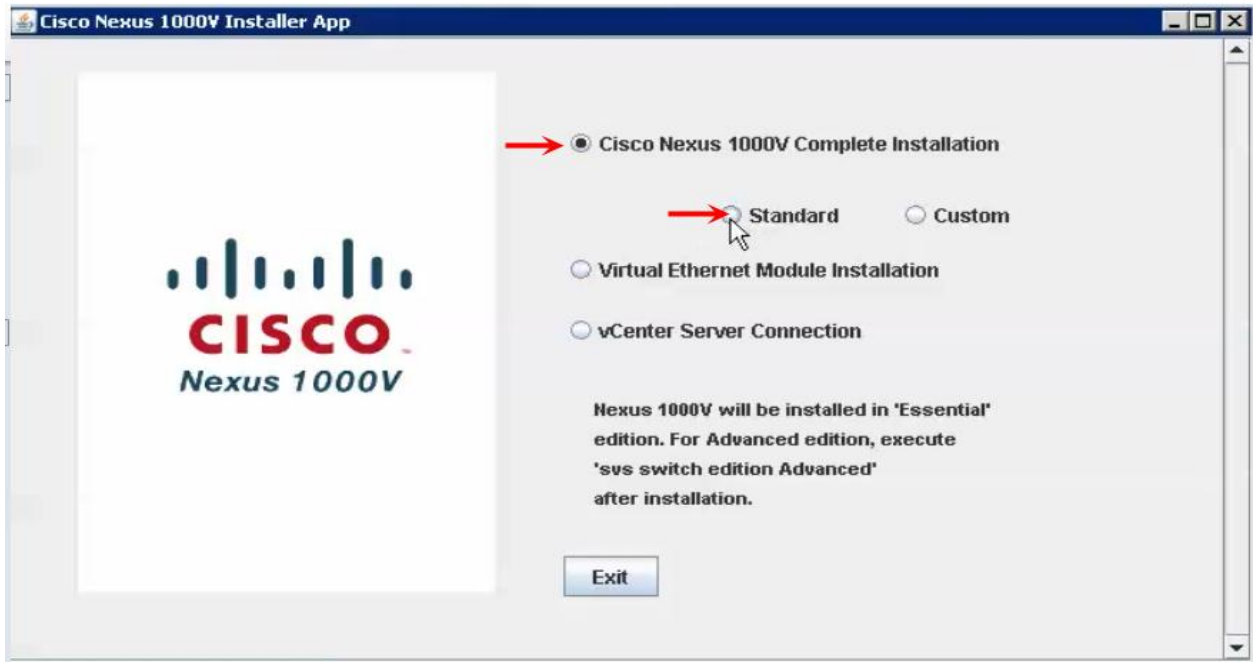 Cisco Nexus 1000V Installer App
Cisco Nexus 1000V Complete Installation
Standard Custom
Virtual Ethernet Module Installation
vCenter Server Connection
CISCO
Nexus 1000V
Nexus 1000V will be installed in 'Essential'
edition. For Advanced edition, execute
'svs switch edition Advanced'
after installation.
Exit